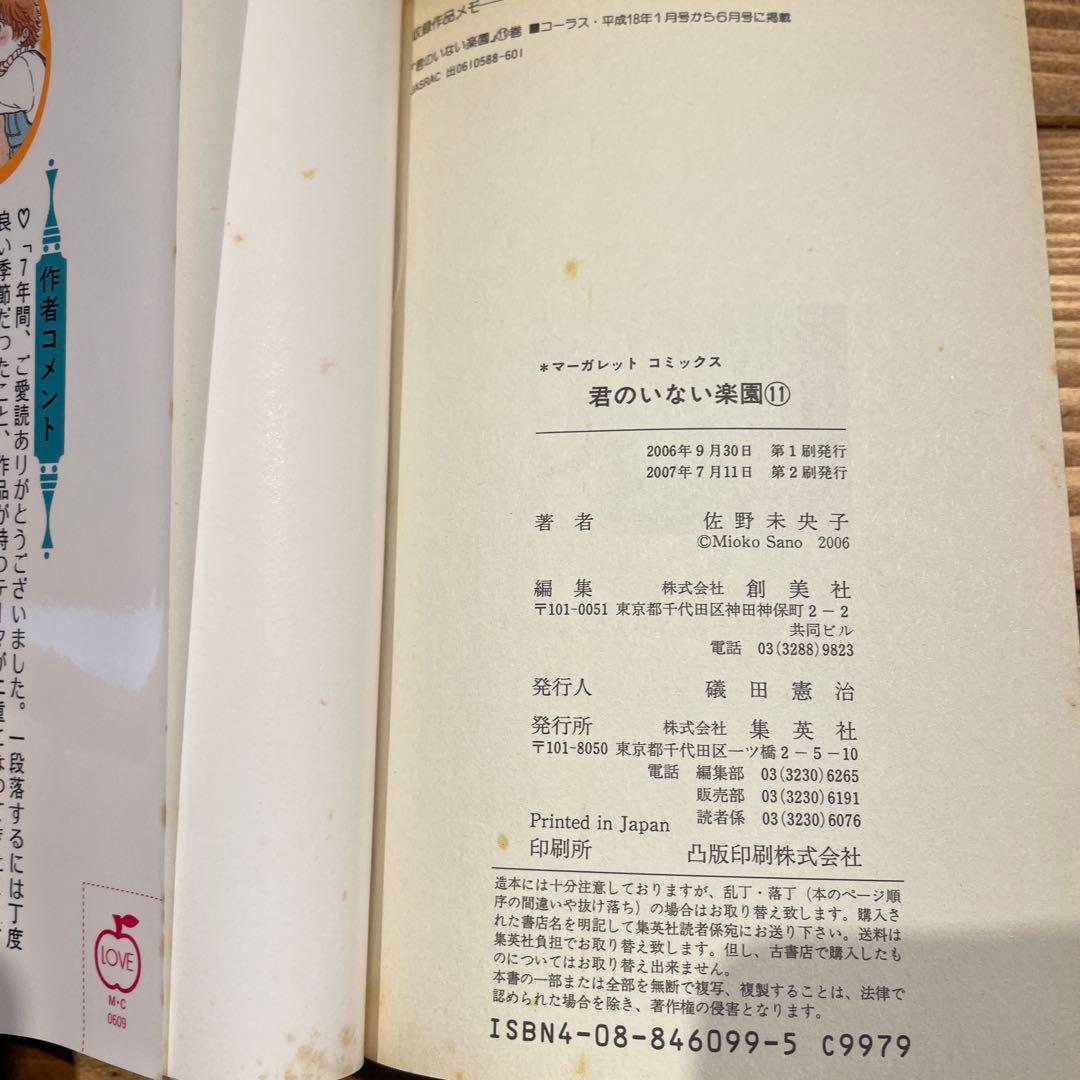 収録作品メモ
『君のいない楽園』⑪巻 ■コーラス・平成18年1月号から6月号に掲載
JASRAC 出0610588-601
＊マーガレット コミックス
君のいない楽園⑪
2006年9月30日 第1刷発行
2007年7月11日 第2刷発行
著者 佐野未央子
©Mioko Sano 2006
編集 株式会社 創美社
〒101-0051 東京都千代田区神田神保町2－2
共同ビル
電話 03(3288)9823
発行人 礒田憲治
発行所 株式会社 集英社
〒101-8050 東京都千代田区一ツ橋2－5－10
電話 編集部 03(3230)6265
販売部 03(3230)6191
読者係 03(3230)6076
Printed in Japan
印刷所 凸版印刷株式会社
造本には十分注意しておりますが、乱丁・落丁（本のページ順
序の間違いや抜け落ち）の場合はお取り替え致します。購入さ
れた書店名を明記して集英社読者係宛にお送り下さい。送料は
集英社負担でお取り替え致します。但し、古書店で購入したも
のについてはお取り替え出来ません。
本書の一部または全部を無断で複写、複製することは、法律で
認められた場合を除き、著作権の侵害となります。
ISBN4-08-846099-5 C9979
作者コメント
♡「7年間、ご愛読ありがとうございました。一段落するには丁度
良い季節だったこと、作品が持つテーマが
LOVE
M・C
0609